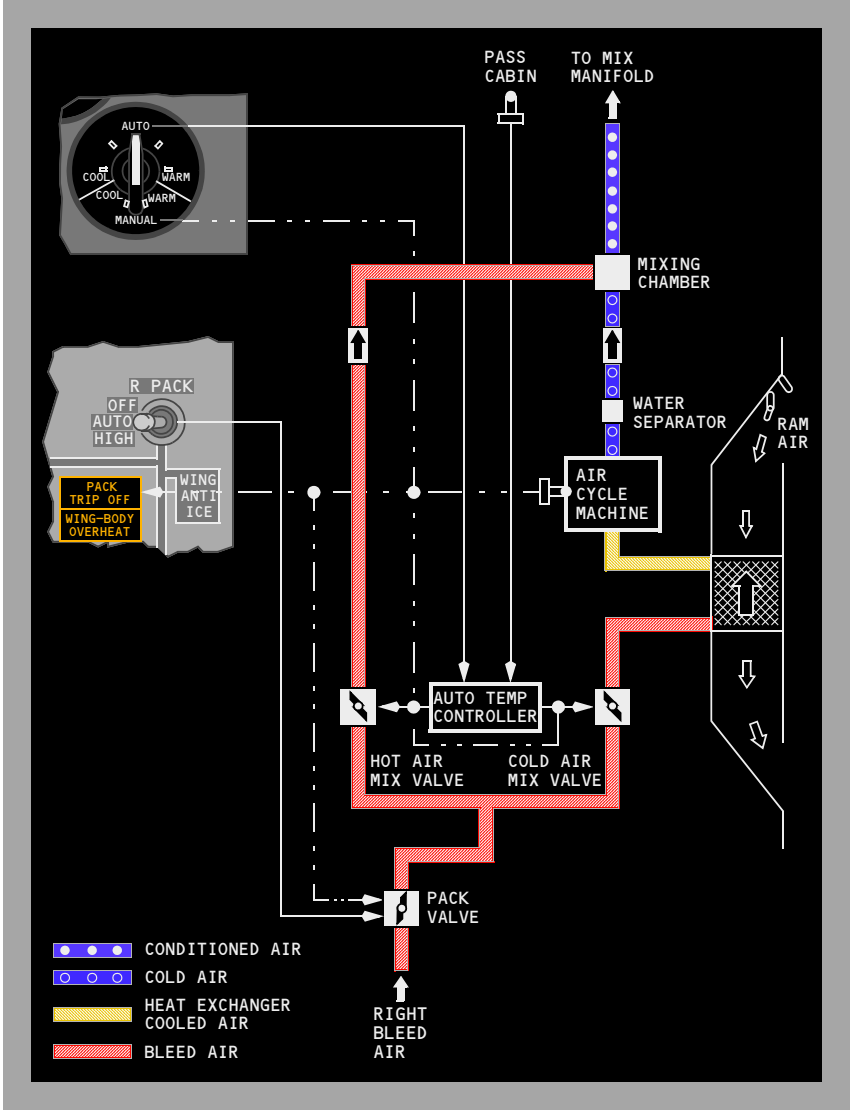 PASS
CABIN
TO MIX
MANIFOLD
AUTO
COOL
WARM
COOL
WARM
MANUAL
MIXING
CHAMBER
R PACK
OFF
AUTO
HIGH
WATER
SEPARATOR
RAM
AIR
WING
ANTI
ICE
PACK
TRIP OFF
WING-BODY
OVERHEAT
AIR
CYCLE
MACHINE
AUTO TEMP
CONTROLLER
HOT AIR
MIX VALVE
COLD AIR
MIX VALVE
PACK
VALVE
CONDITIONED AIR
COLD AIR
HEAT EXCHANGER
COOLED AIR
BLEED AIR
RIGHT
BLEED
AIR